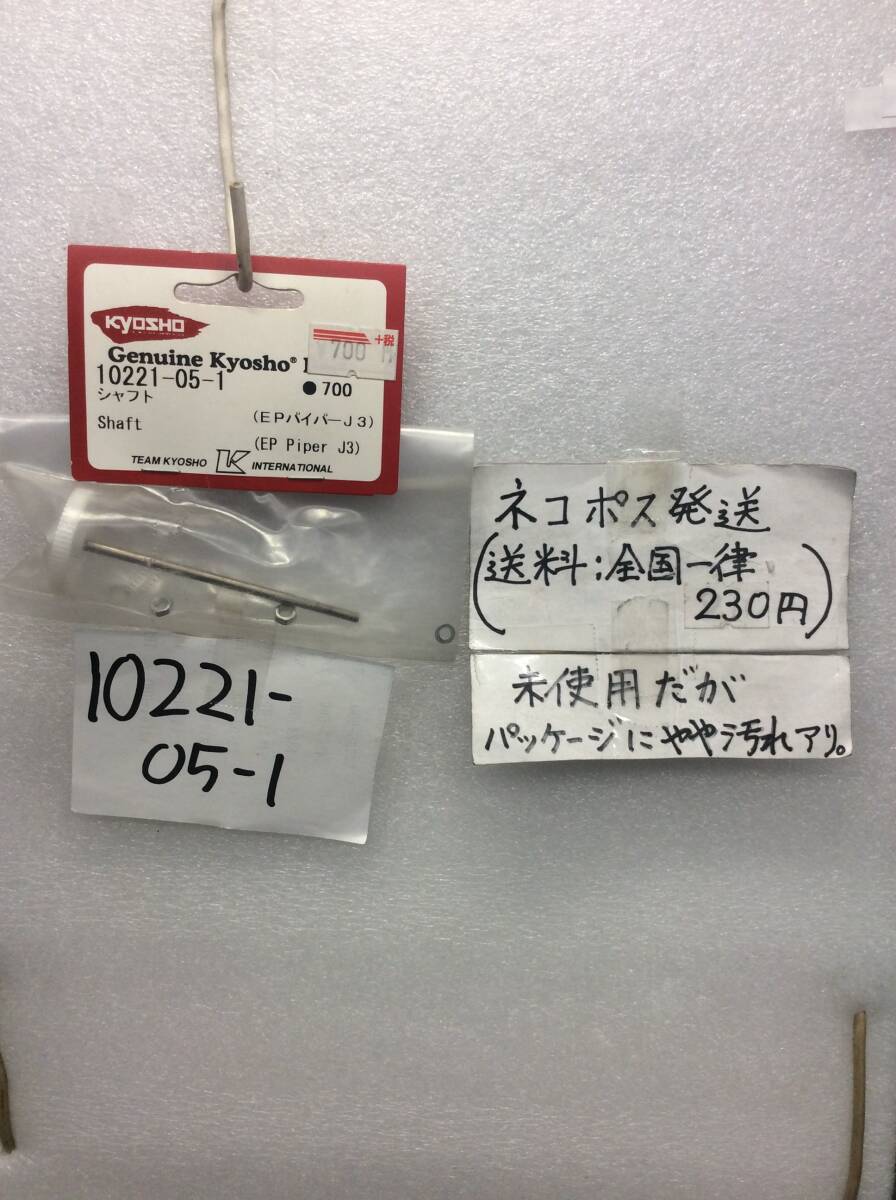 KYOSHO
Genuine Kyosho®
+税
700 円
10221-05-1
●700
シャフト
(EPパイパーJ3)
Shaft
(EP Piper J3)
TEAM KYOSHO K INTERNATIONAL
ネコポス発送
(送料:全国一律
230円)
未使用だが
パッケージにやや汚れアリ。
10221-
05-1